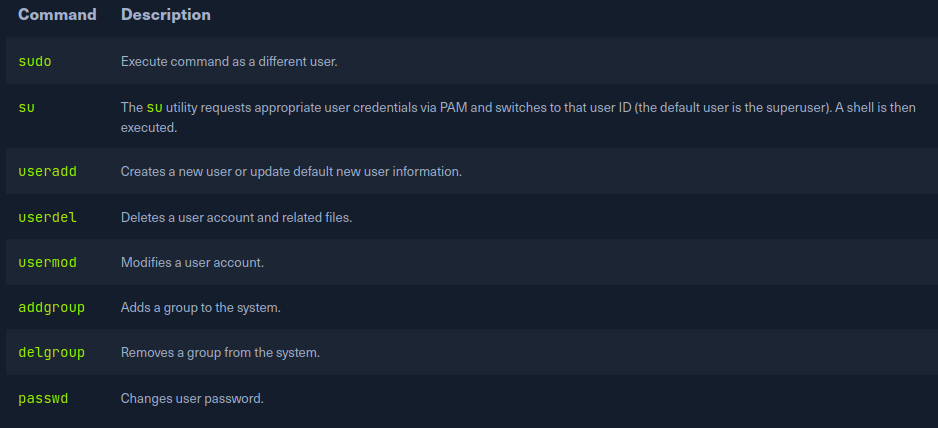 Command Description
sudo Execute command as a different user.
su The su utility requests appropriate user credentials via PAM and switches to that user ID (the default user is the superuser). A shell is then
executed.
useradd Creates a new user or update default new user information.
userdel Deletes a user account and related files.
usermod Modifies a user account.
addgroup Adds a group to the system.
delgroup Removes a group from the system.
passwd Changes user password.